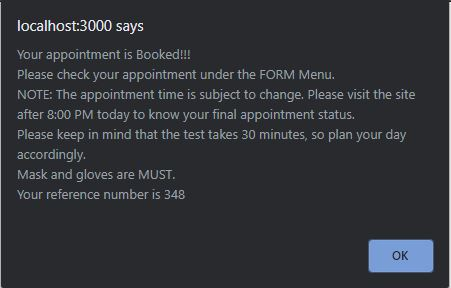 localhost:3000 says
Your appointment is Booked!!!
Please check your appointment under the FORM Menu.
NOTE: The appointment time is subject to change. Please visit the site
after 8:00 PM today to know your final appointment status.
Please keep in mind that the test takes 30 minutes, so plan your day
accordingly.
Mask and gloves are MUST.
Your reference number is 348
OK